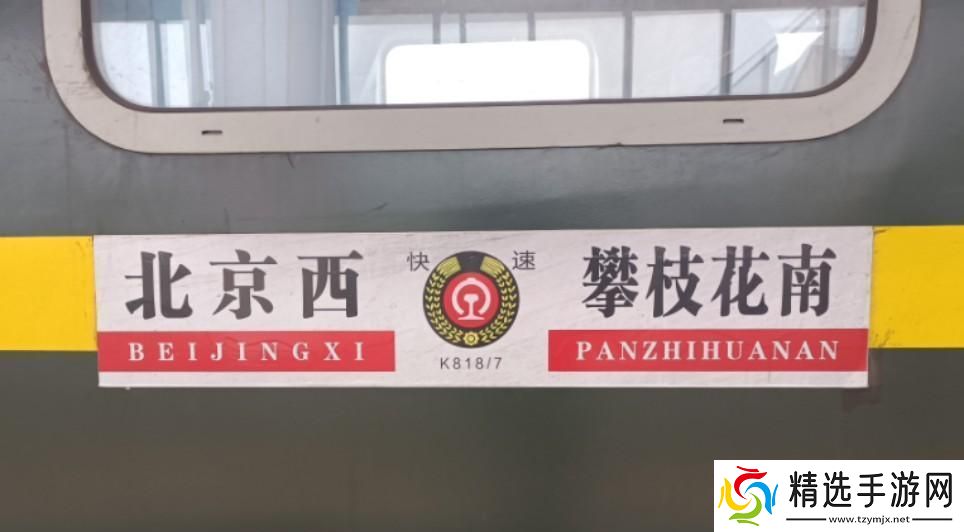 北京西
BEIJINGXI
快 速
K818/7
攀枝花南
PANZHIHUANAN
精选手游网
www.tzymjx.net